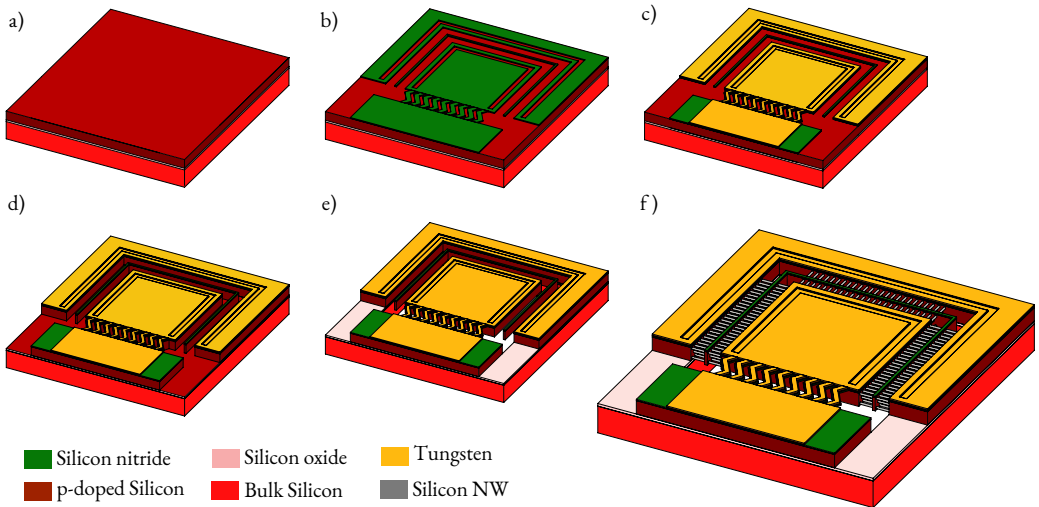 a)
b)
c)
d)
e)
f)
Silicon nitride
Silicon oxide
Tungsten
p-doped Silicon
Bulk Silicon
Silicon NW